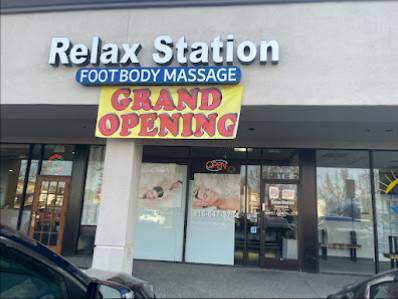 Relax Station
FOOT BODY MASSAGE
GRAND
OPENING
OPEN